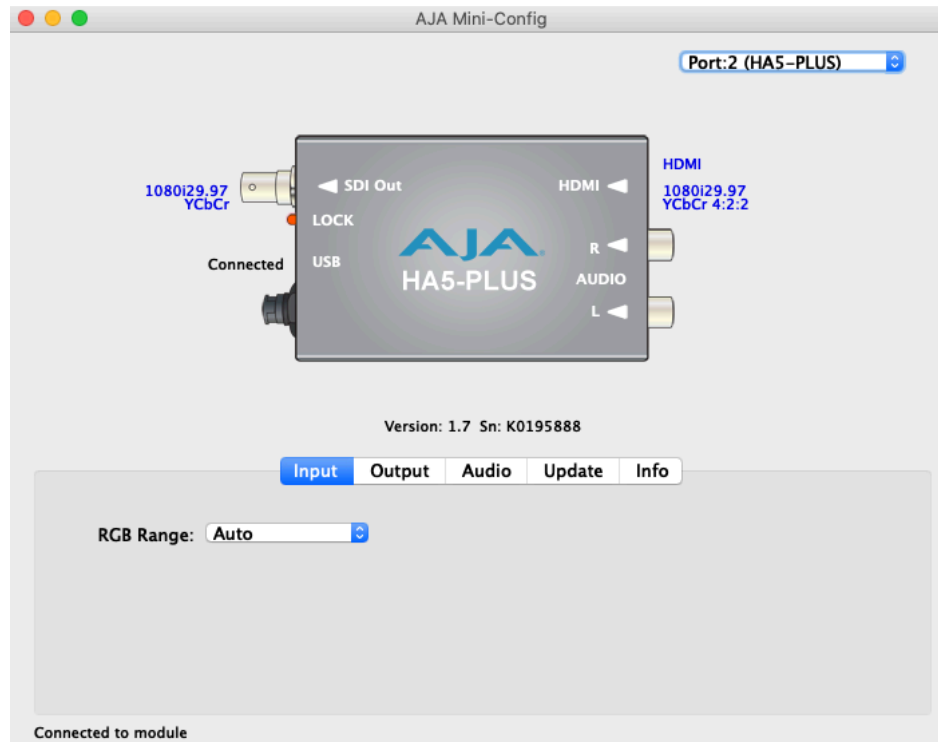 AJA Mini-Config
Port:2 (HA5-PLUS)
HDMI
1080i29.97
YCbCr
SDI Out
HDMI
1080i29.97
YCbCr 4:2:2
LOCK
Connected
USB
AJA
R
HA5-PLUS
AUDIO
L
Version: 1.7 Sn: K0195888
Input Output Audio Update Info
RGB Range: Auto
Connected to module